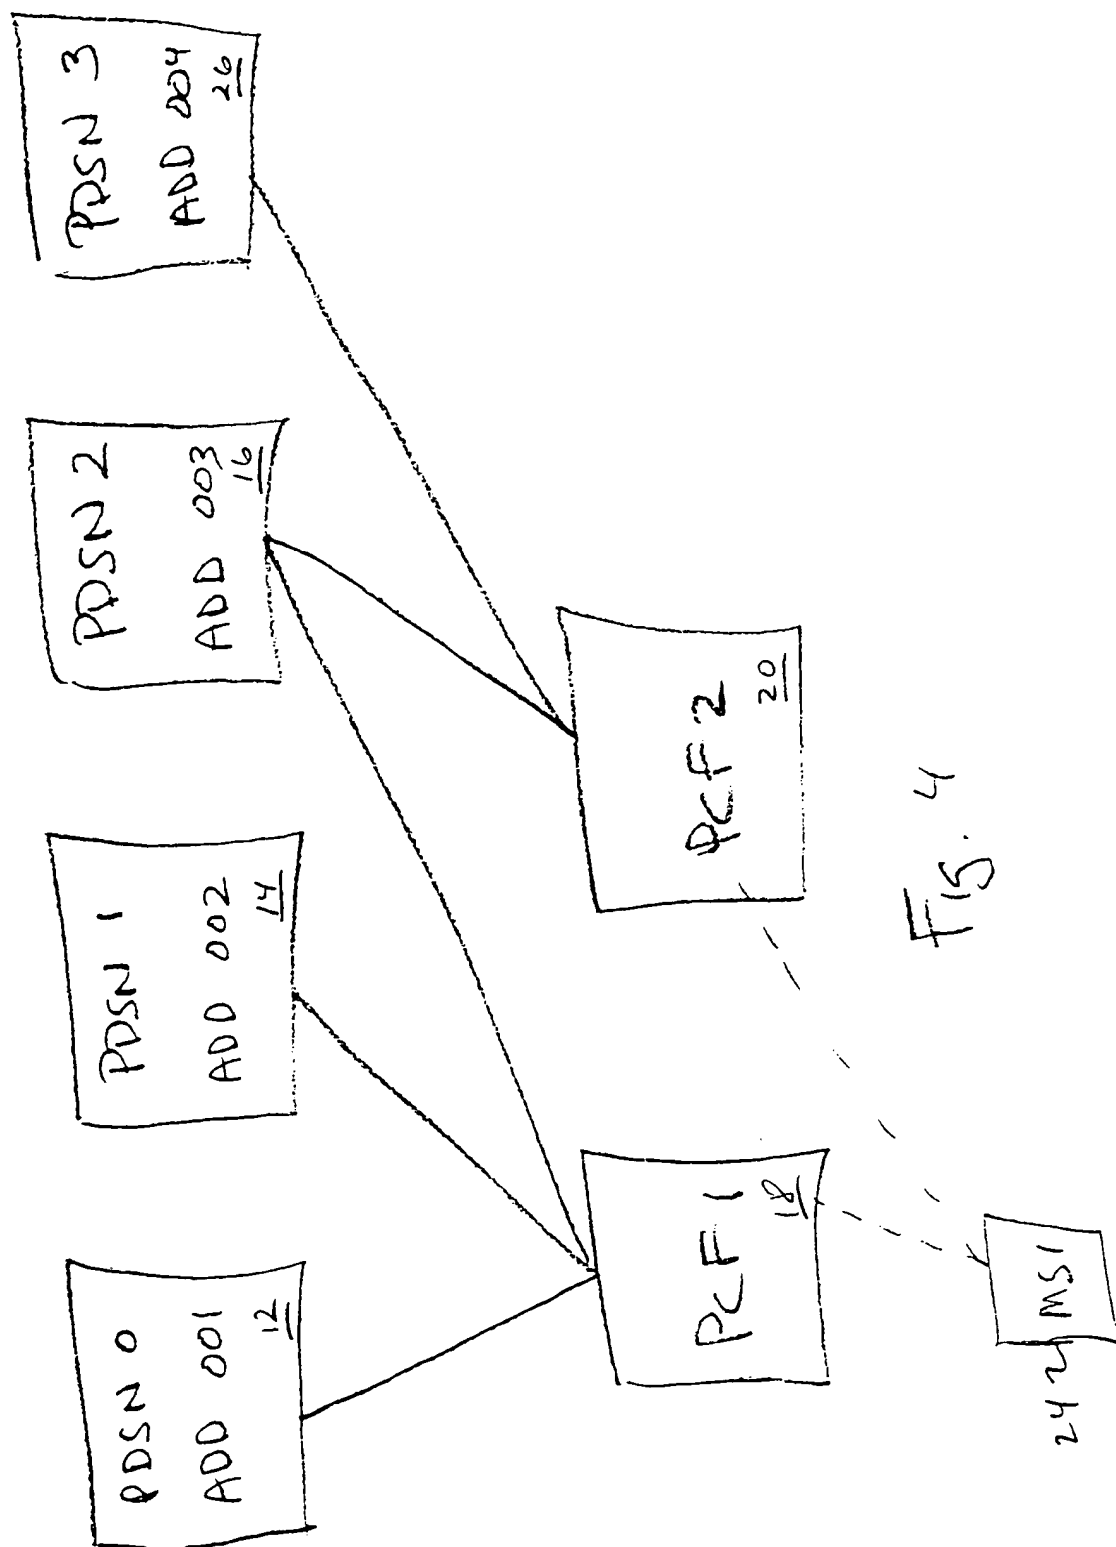 PDSN 0
ADD 001
12
PDSN 1
ADD 002
14
PDSN 2
ADD 003
16
PDSN 3
ADD 004
26
PCF 1
18
PCF 2
20
24
MS1
Fig. 4